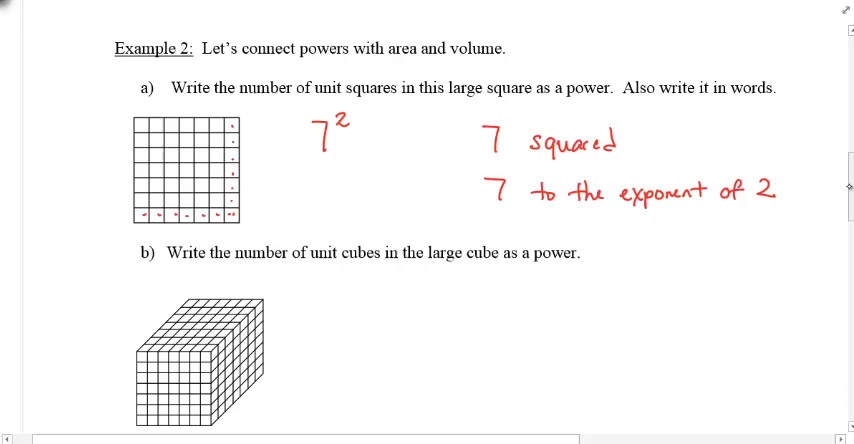 Example 2: Let's connect powers with area and volume.
a) Write the number of unit squares in this large square as a power. Also write it in words.
7² 7 squared
7 to the exponent of 2
b) Write the number of unit cubes in the large cube as a power.